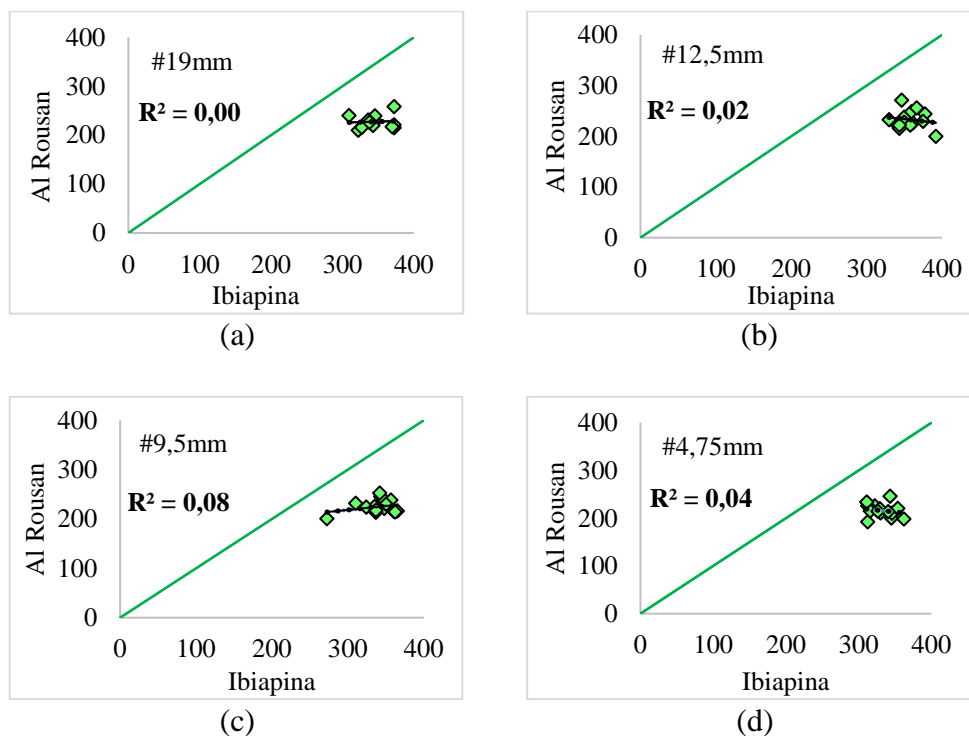 #19mm
R² = 0,00
Al Rousan
400
300
200
100
0
0 100 200 300 400
Ibiapina
(a)
#12,5mm
R² = 0,02
Al Rousan
400
300
200
100
0
0 100 200 300 400
Ibiapina
(b)
#9,5mm
R² = 0,08
Al Rousan
400
300
200
100
0
0 100 200 300 400
Ibiapina
(c)
#4,75mm
R² = 0,04
Al Rousan
400
300
200
100
0
0 100 200 300 400
Ibiapina
(d)